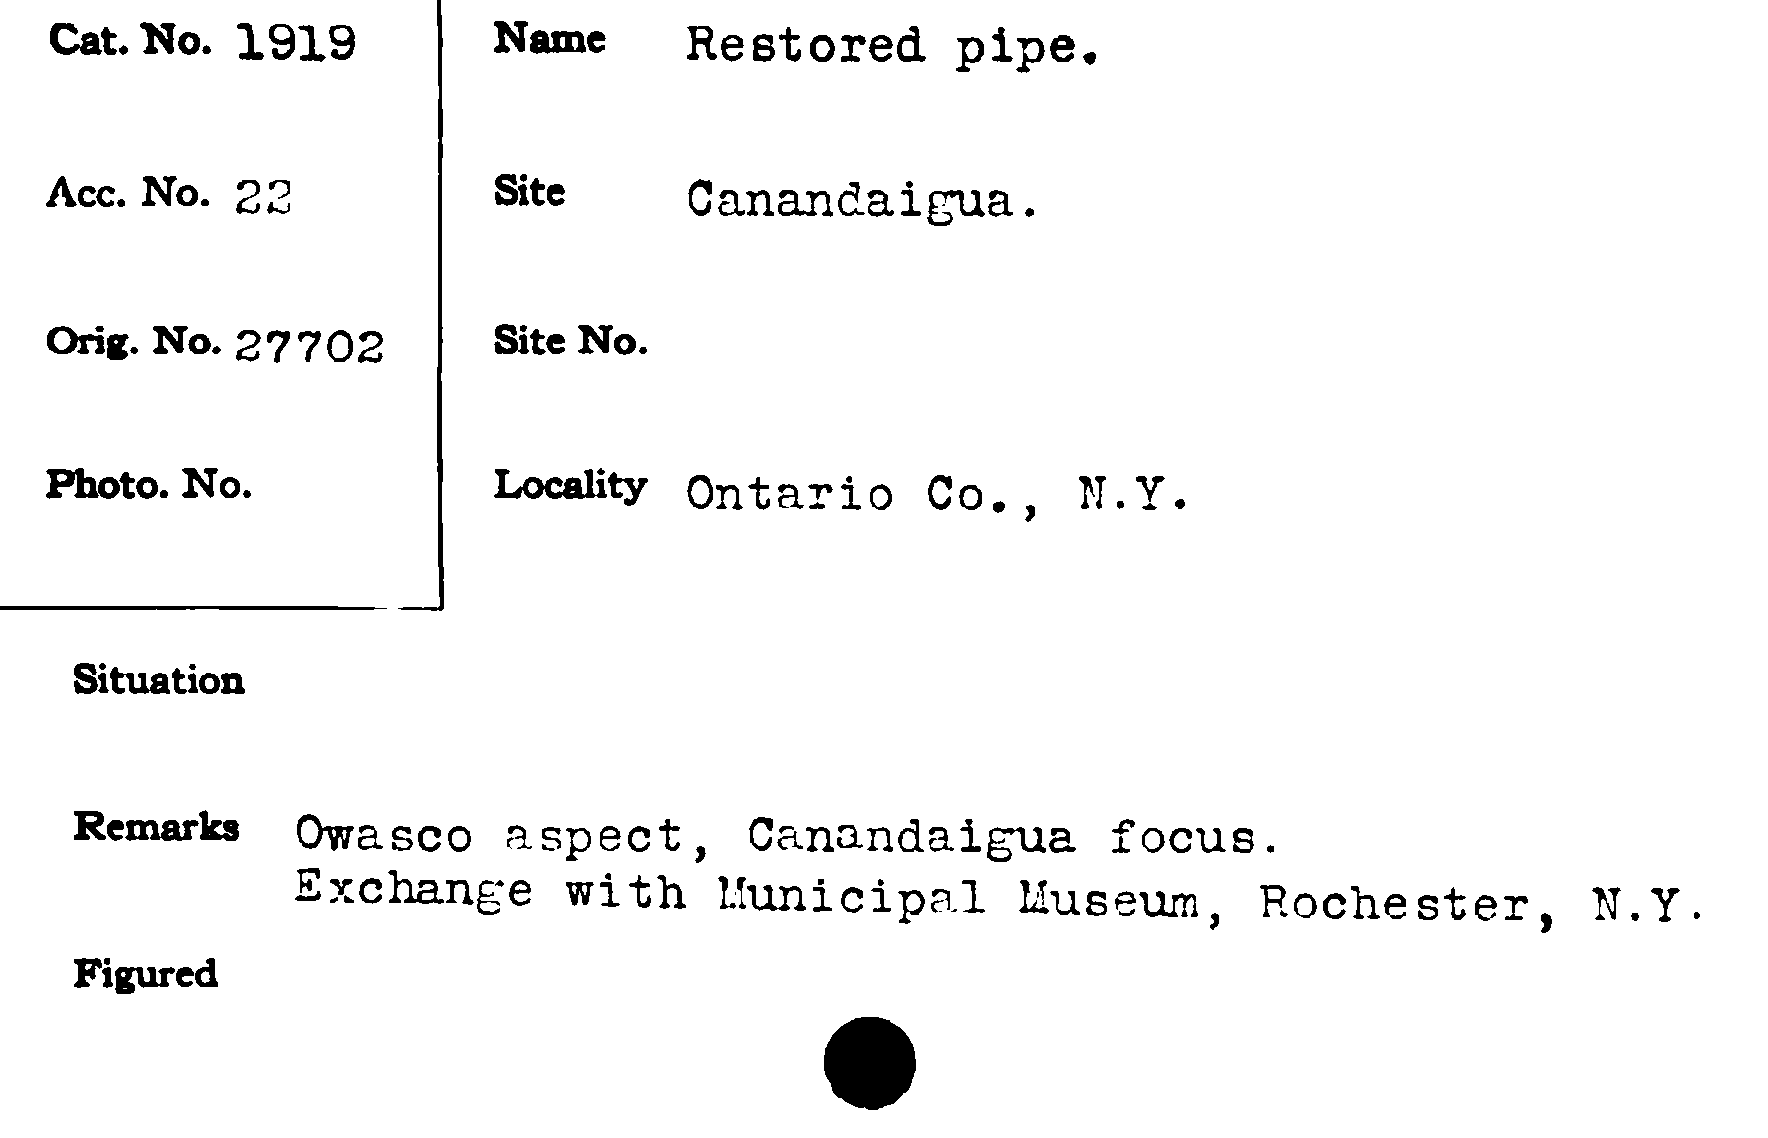 Cat. No. 1919
Acc. No. 22
Orig. No. 27702
Photo. No.
Name Restored pipe.
Site Canandaigua.
Site No.
Locality Ontario Co., N.Y.
Situation
Remarks Owasco aspect, Canandaigua focus.
Exchange with Municipal Museum, Rochester, N.Y.
Figured